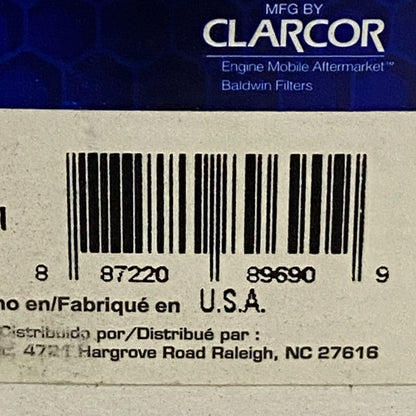 MFG BY
CLARCOR
Engine Mobile Aftermarket™
Baldwin Filters
8 87220 89690 9
no en/Fabriqué en U.S.A.
Distribuido por/Distribué par :
4721 Hargrove Road Raleigh, NC 27616